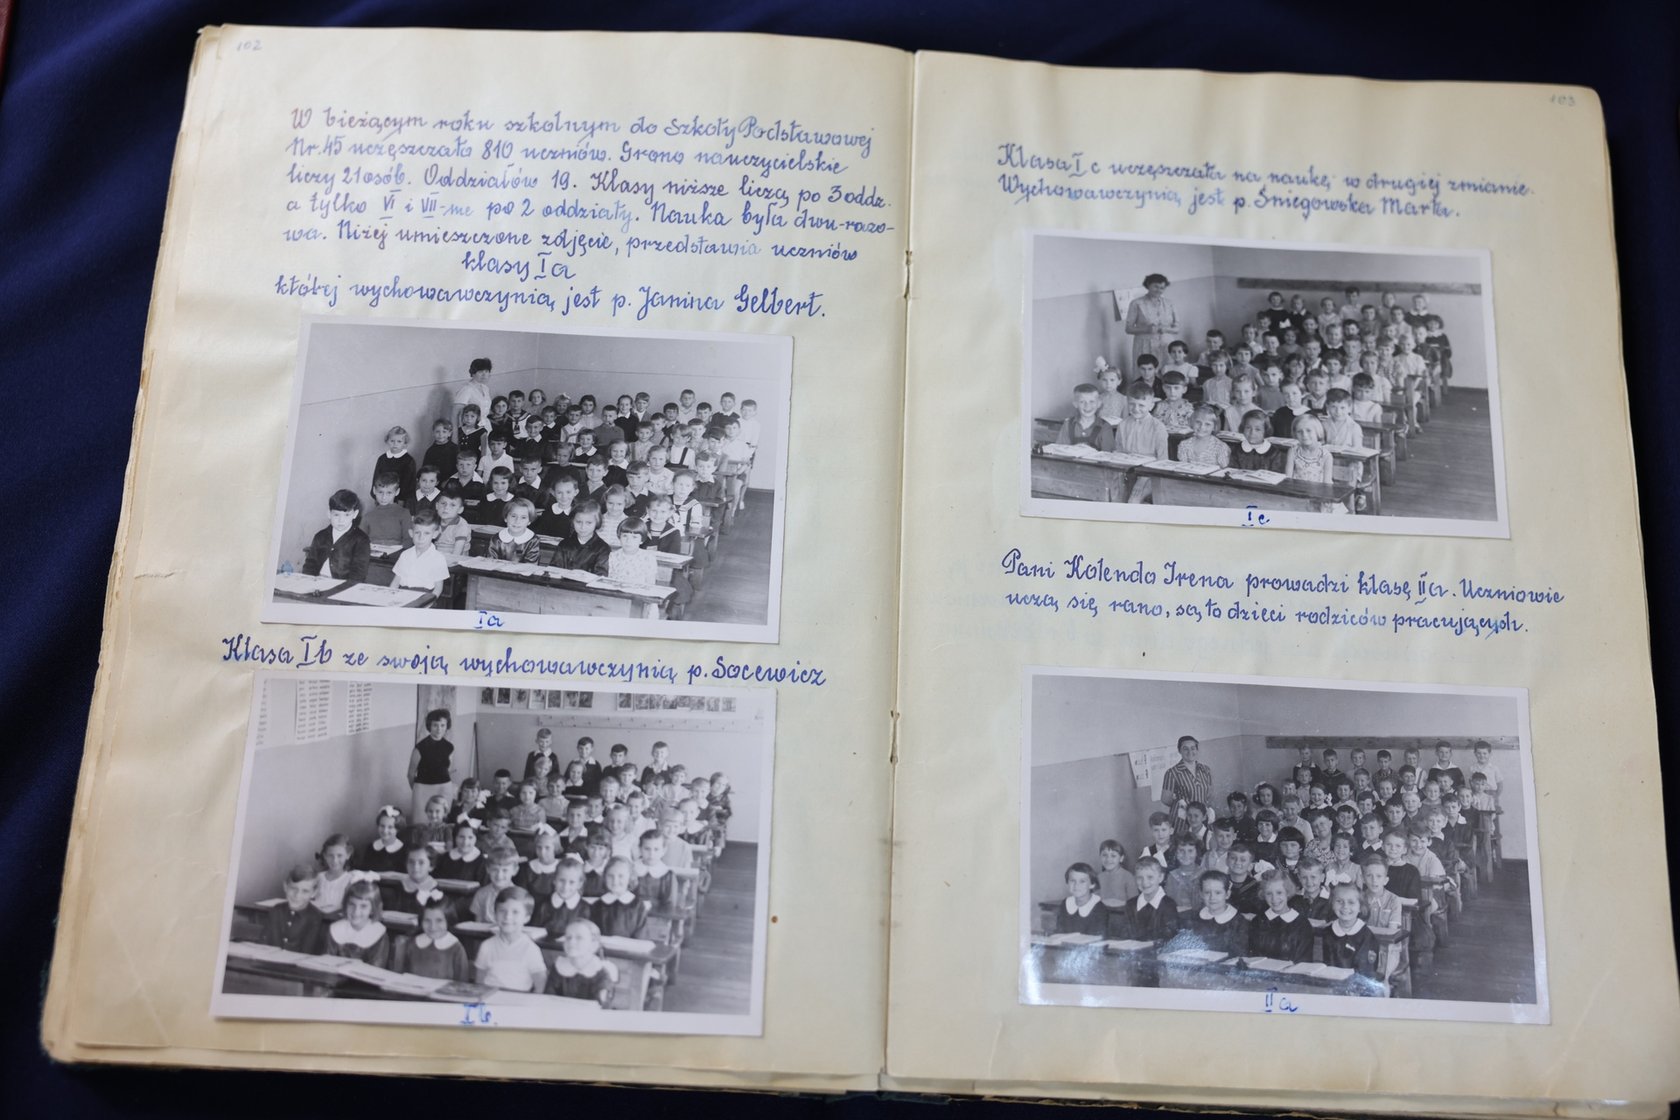 102
W bieżącym roku szkolnym do Szkoły Podstawowej
Nr. 45 uczęszczało 810 uczniów. Grono nauczycielskie
liczy 21 osób. Oddziałów 19. Klasy niższe liczą po 3 oddz.
a tylko VI i VII-me po 2 oddziały. Nauka była dwu-razo-
wa. Niżej umieszczone zdjęcie, przedstawia uczniów
klasy Ia
której wychowawczynią jest p. Janina Gelbert.
Ia
Klasa Ib ze swoją wychowawczynią p. Socewicz
Ib.
103
Klasa I c uczęszczała na naukę w drugiej zmianie.
Wychowawczynią jest p. Śniegowska Marta.
Ic
Pani Kolendo Irena prowadzi klasę IIa. Uczniowie
uczą się rano, są to dzieci rodziców pracujących.
IIa